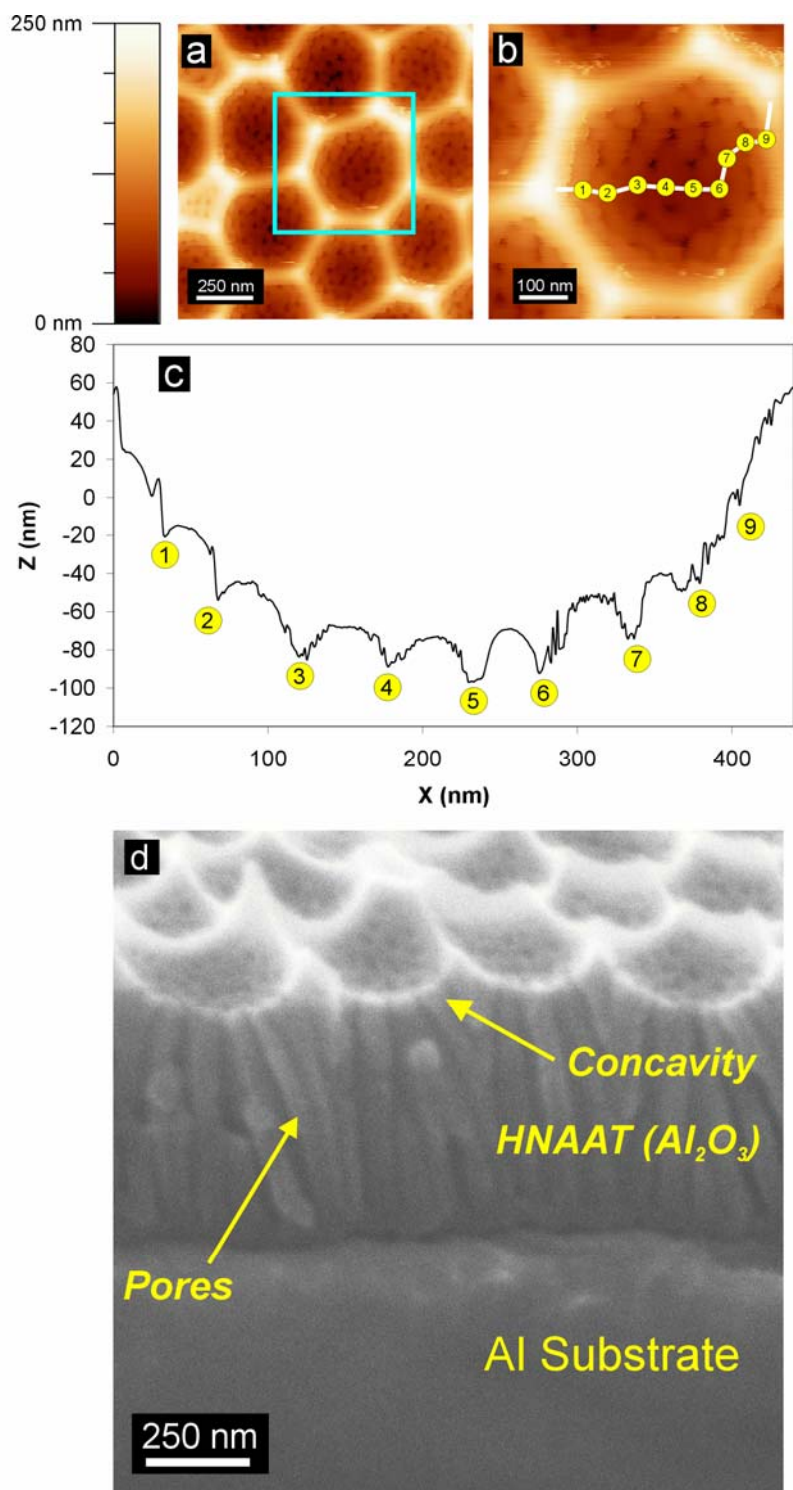 250 nm
0 nm
a
250 nm
b
1 2 3 4 5 6 7 8 9
100 nm
c
80
60
40
20
0
-20
-40
-60
-80
-100
-120
Z (nm)
1 2 3 4 5 6 7 8 9
0 100 200 300 400
X (nm)
d
Concavity
HNAAT (Al₂O₃)
Pores
Al Substrate
250 nm